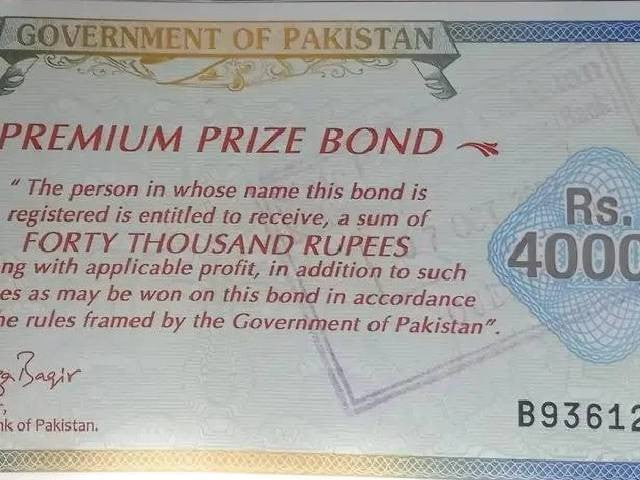 GOVERNMENT OF PAKISTAN
PREMIUM PRIZE BOND
" The person in whose name this bond is
registered is entitled to receive, a sum of
FORTY THOUSAND RUPEES
ng with applicable profit, in addition to such
es as may be won on this bond in accordance
he rules framed by the Government of Pakistan".
Rs.
4000
Baqir
nk of Pakistan.
B93612